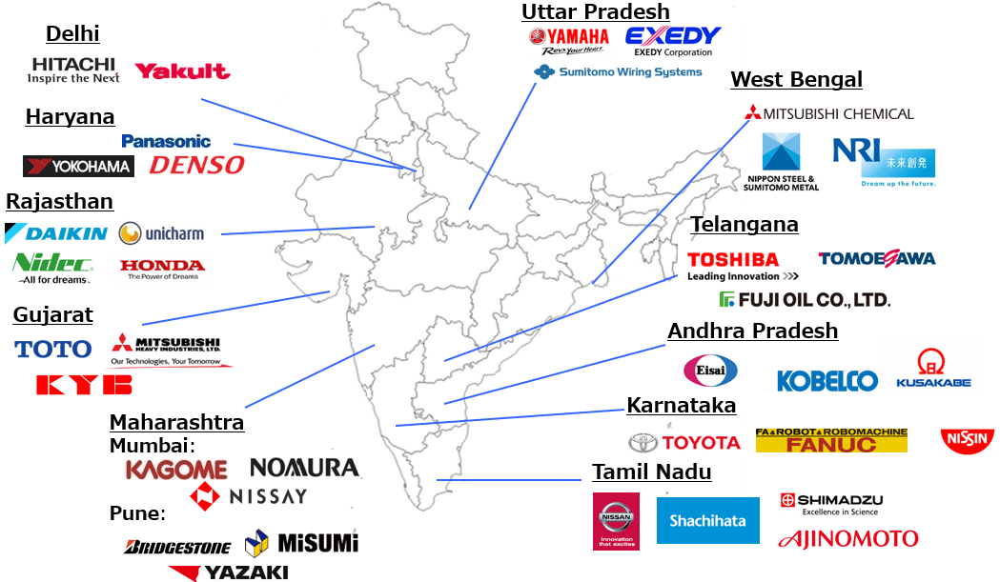 Delhi
HITACHI
Inspire the Next
Yakult
Haryana
Panasonic
YOKOHAMA
DENSO
Rajasthan
DAIKIN
unicharm
Nidec
—All for dreams™
HONDA
The Power of Dreams
Gujarat
TOTO
MITSUBISHI
HEAVY INDUSTRIES, LTD.
Our Technologies, Your Tomorrow
KYB
Maharashtra
Mumbai:
KAGOME
NOMURA
NISSAY
Pune:
BRIDGESTONE
MiSUMi
YAZAKI
Uttar Pradesh
YAMAHA
Revs Your Heart
EXEDY
EXEDY Corporation
Sumitomo Wiring Systems
West Bengal
MITSUBISHI CHEMICAL
NIPPON STEEL &
SUMITOMO METAL
NRI
未来創発
Dream up the future.
Telangana
TOSHIBA
Leading Innovation >>>
TOMOEGAWA
FUJI OIL CO., LTD.
Andhra Pradesh
Eisai
KOBELCO
KUSAKABE
Karnataka
TOYOTA
FA & ROBOT & ROBOMACHINE
FANUC
NISSIN
Tamil Nadu
NISSAN
Innovation
that excites
Shachihata
SHIMADZU
Excellence in Science
AJINOMOTO